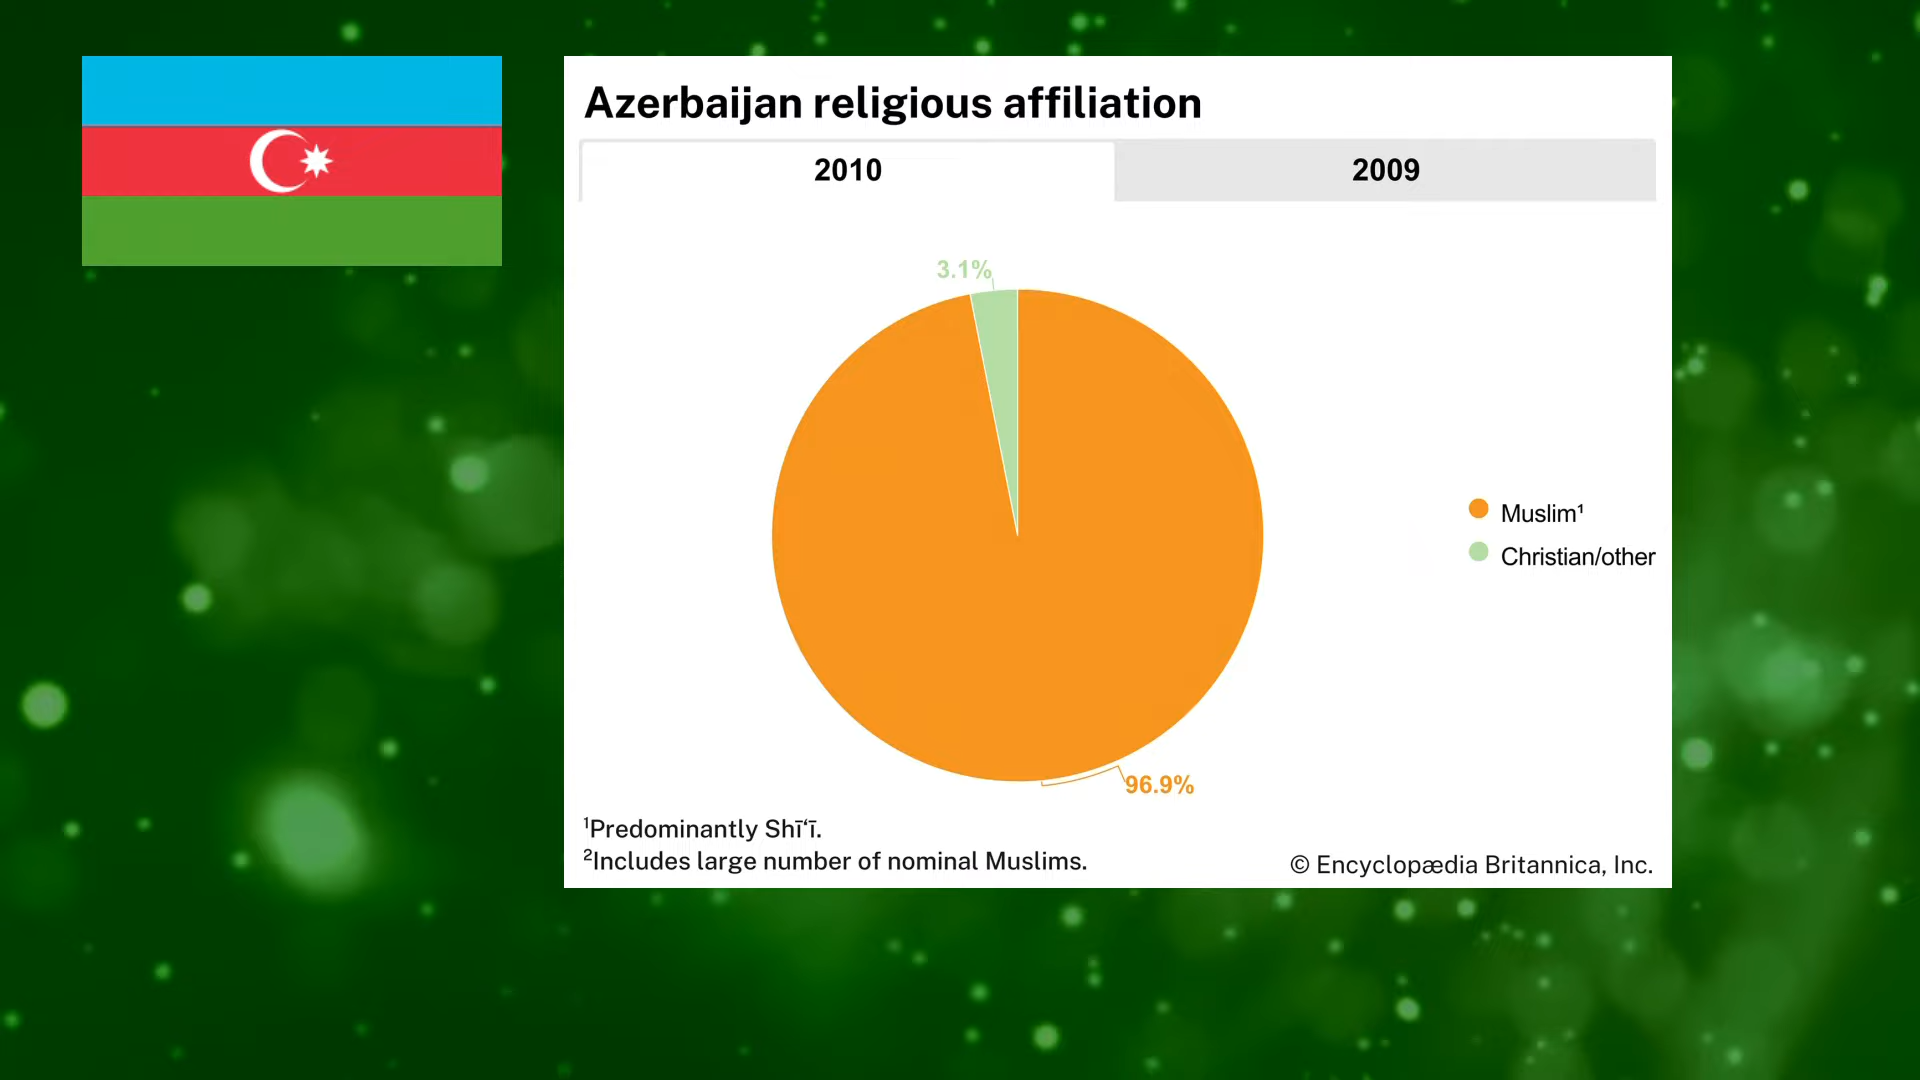 Azerbaijan religious affiliation
2010
2009
3.1%
Muslim¹
Christian/other
96.9%
¹Predominantly Shīʿī.
²Includes large number of nominal Muslims.
© Encyclopædia Britannica, Inc.